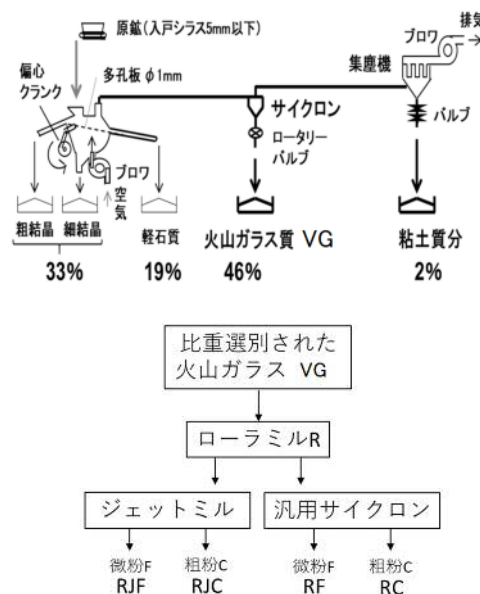 原鉱(入戸シラス5mm以下)
排気
ブロワ
集塵機
偏心
クランク
多孔板 φ1mm
サイクロン
バルブ
ロータリー
バルブ
ブロワ
空気
粗結晶
細結晶
軽石質
火山ガラス質 VG
粘土質分
33%
19%
46%
2%
比重選別された
火山ガラス VG
ローラミルR
ジェットミル
汎用サイクロン
微粉F
粗粉C
微粉F
粗粉C
RJF
RJC
RF
RC